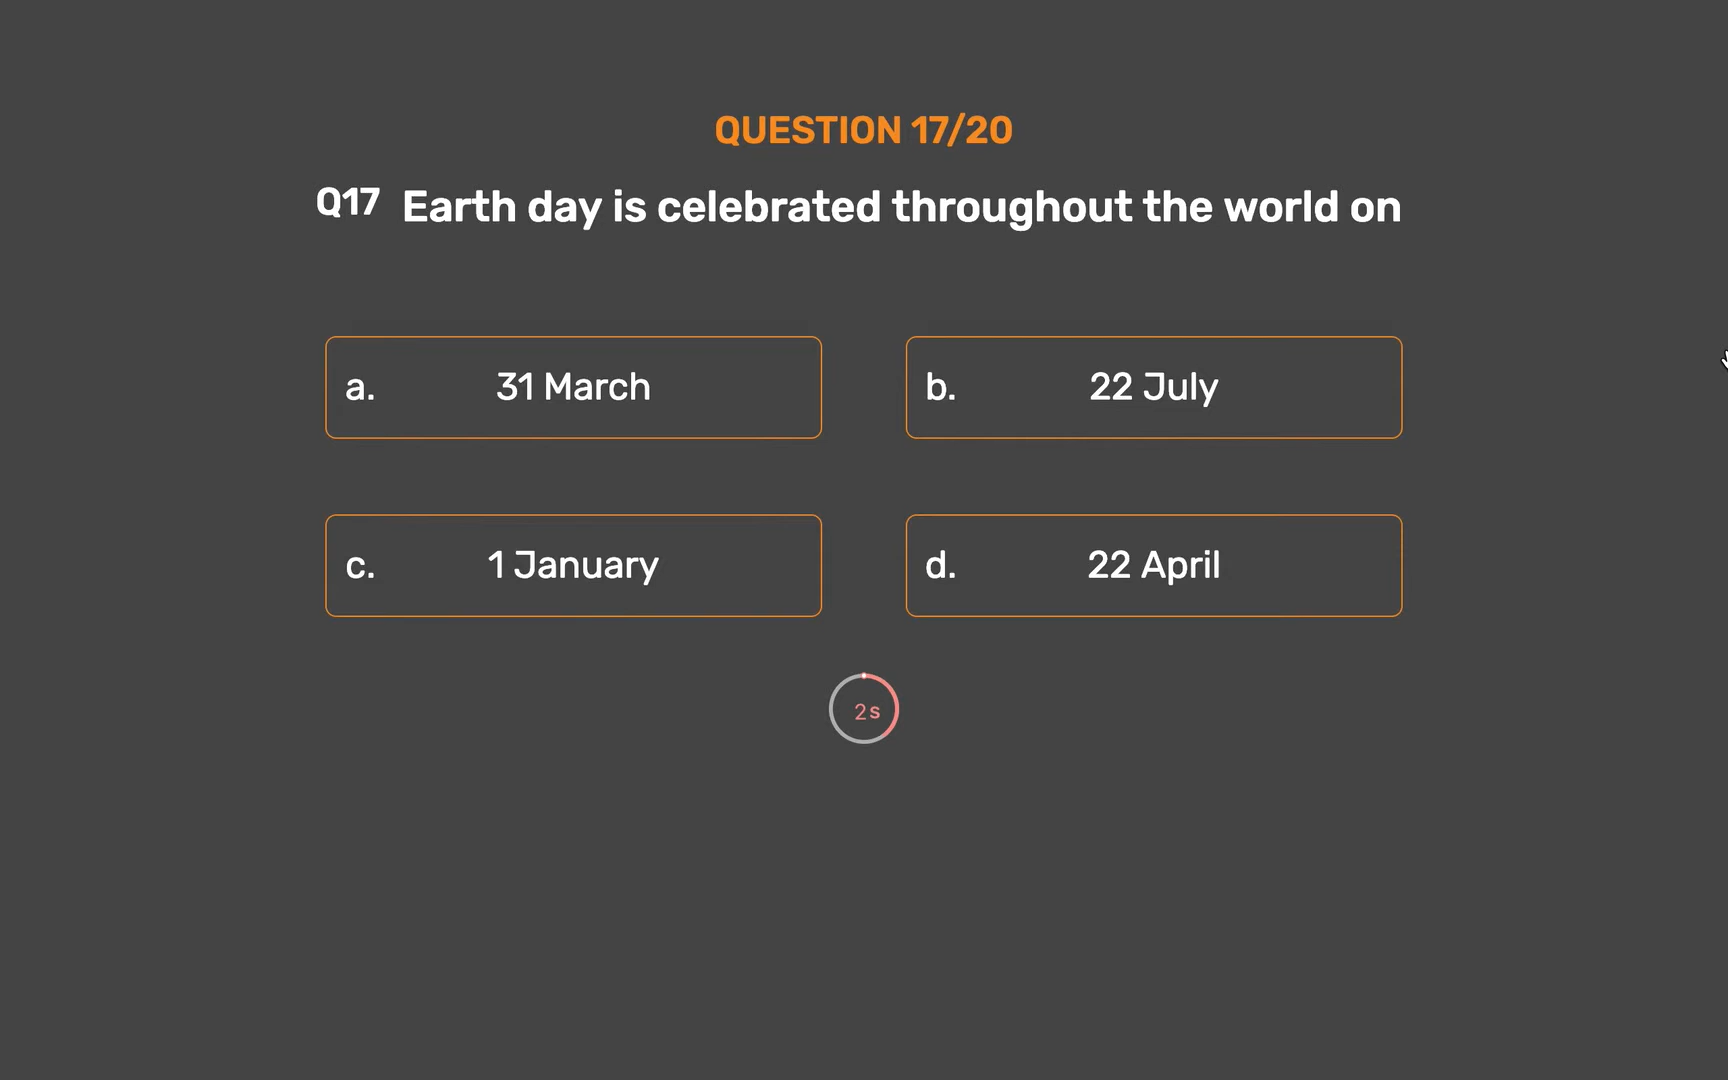 QUESTION 17/20
Q17 Earth day is celebrated throughout the world on
a. 31 March
b. 22 July
c. 1 January
d. 22 April
2s